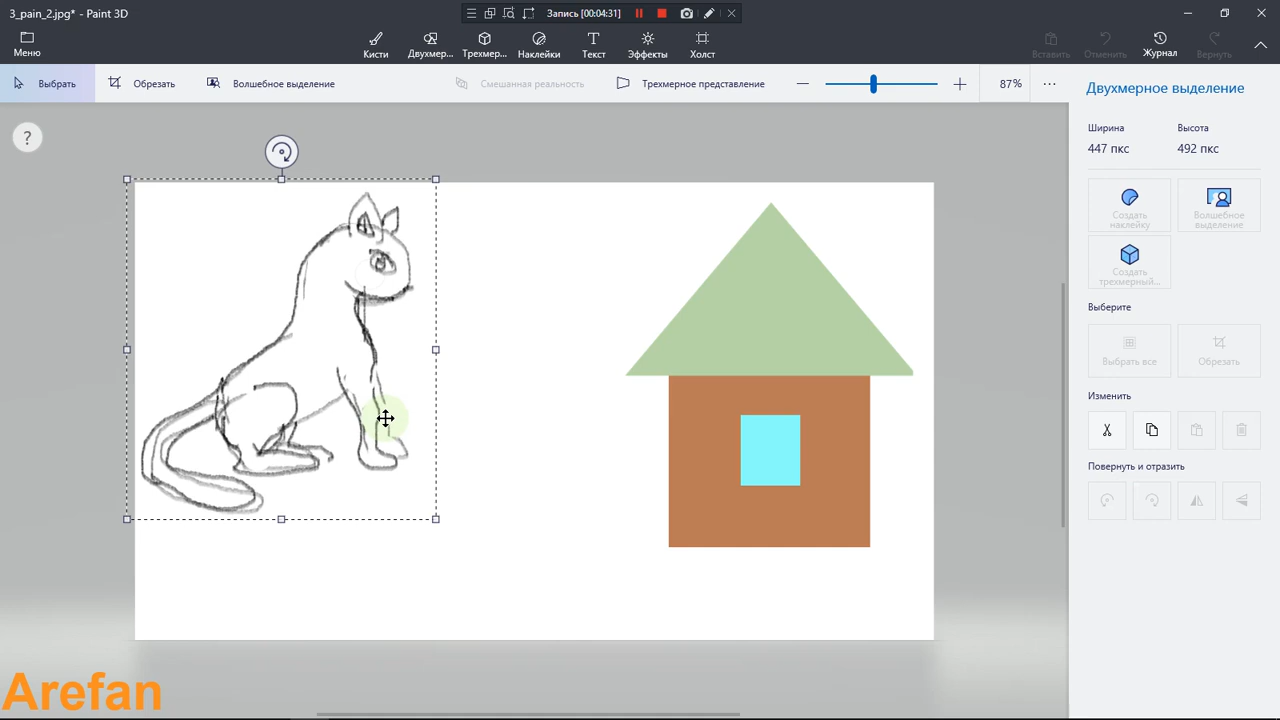 3_pain_2.jpg* - Paint 3D
Запись [00:04:31]
Меню
Кисти
Двухмер...
Трехмер...
Наклейки
Текст
Эффекты
Холст
Вставить
Отменить
Журнал
Вернуть
Выбрать
Обрезать
Волшебное выделение
Смешанная реальность
Трехмерное представление
87%
?
Двухмерное выделение
Ширина
Высота
447 пкс
492 пкс
Создать наклейку
Волшебное выделение
Создать трехмерный...
Выберите
Выбрать все
Обрезать
Изменить
Повернуть и отразить
Arefan